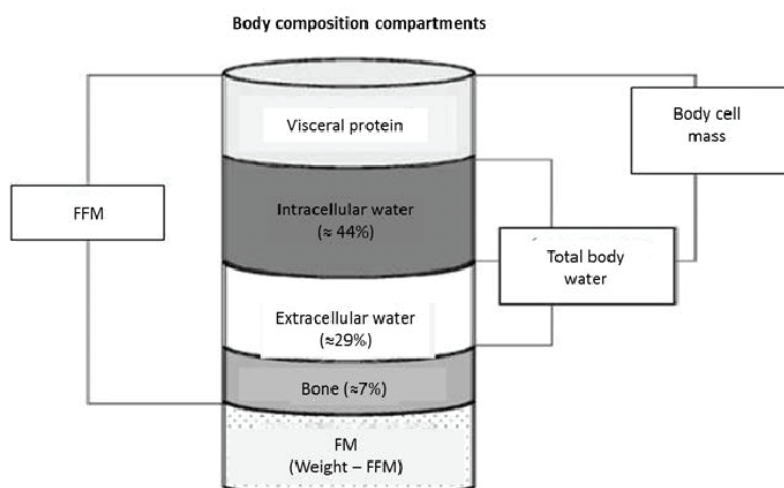 Body composition compartments
Visceral protein
Body cell
mass
FFM
Intracellular water
(≈ 44%)
Total body
water
Extracellular water
(≈29%)
Bone (≈7%)
FM
(Weight – FFM)